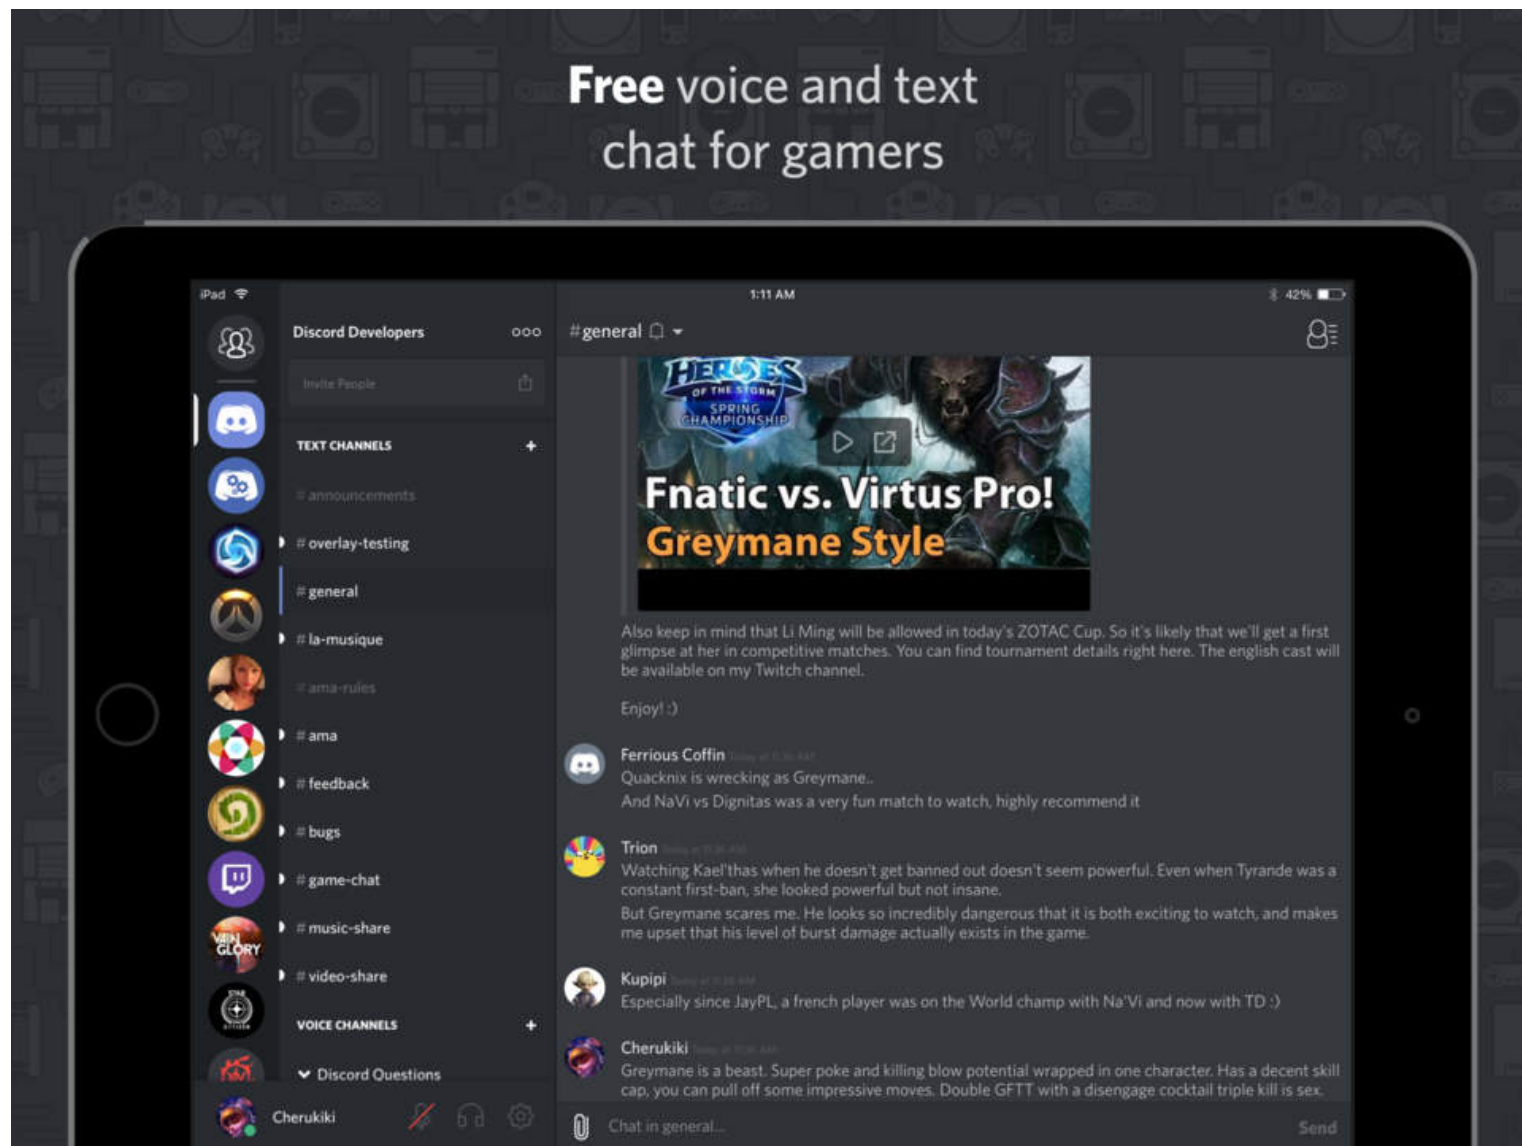 Free voice and text
chat for gamers
iPad
1:11 AM
42%
Discord Developers
Invite People
TEXT CHANNELS
# announcements
# overlay-testing
# general
# la-musique
# ama-rules
# ama
# feedback
# bugs
# game-chat
# music-share
# video-share
VOICE CHANNELS
Discord Questions
Cherukiki
VAIN
GLORY
STAR
CITIZEN
#general
HEROES
OF THE STORM
SPRING
CHAMPIONSHIP
Fnatic vs. Virtus Pro!
Greymane Style
Also keep in mind that Li Ming will be allowed in today's ZOTAC Cup. So it's likely that we'll get a first
glimpse at her in competitive matches. You can find tournament details right here. The english cast will
be available on my Twitch channel.
Enjoy! :)
Ferrious Coffin
Quacknix is wrecking as Greymane..
And NaVi vs Dignitas was a very fun match to watch, highly recommend it
Trion
Watching Kael'thas when he doesn't get banned out doesn't seem powerful. Even when Tyrande was a
constant first-ban, she looked powerful but not insane.
But Greymane scares me. He looks so incredibly dangerous that it is both exciting to watch, and makes
me upset that his level of burst damage actually exists in the game.
Kupipi
Especially since JayPL, a french player was on the World champ with Na'Vi and now with TD :)
Cherukiki
Greymane is a beast. Super poke and killing blow potential wrapped in one character. Has a decent skill
cap, you can pull off some impressive moves. Double GFTT with a disengage cocktail triple kill is sex.
Chat in general...
Send